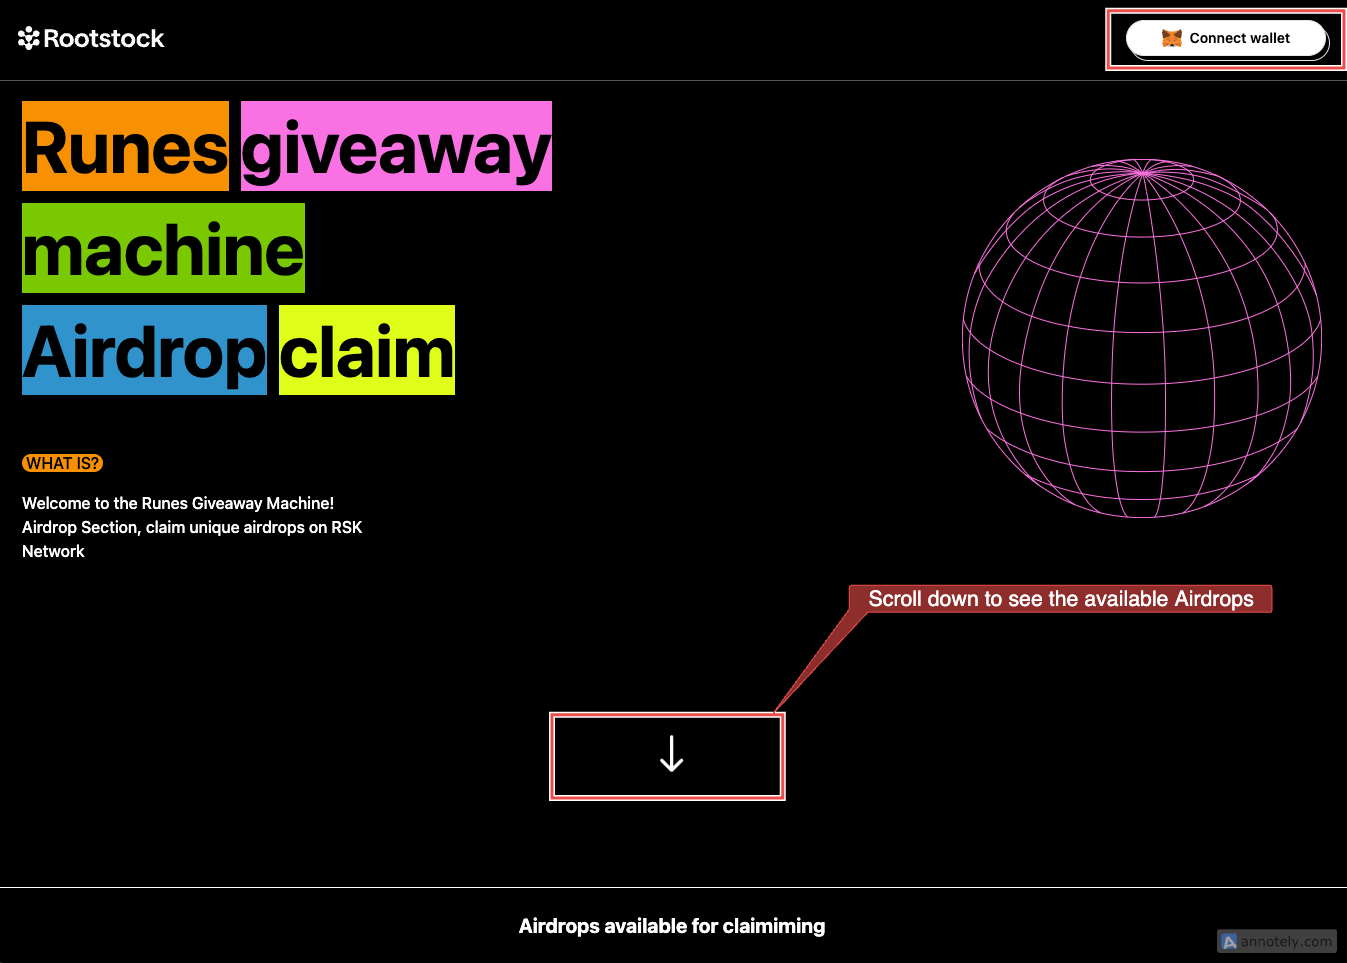 Rootstock
Connect wallet
Runes giveaway
machine
Airdrop claim
WHAT IS?
Welcome to the Runes Giveaway Machine!
Airdrop Section, claim unique airdrops on RSK
Network
Scroll down to see the available Airdrops
Airdrops available for claimiming
annotely.com